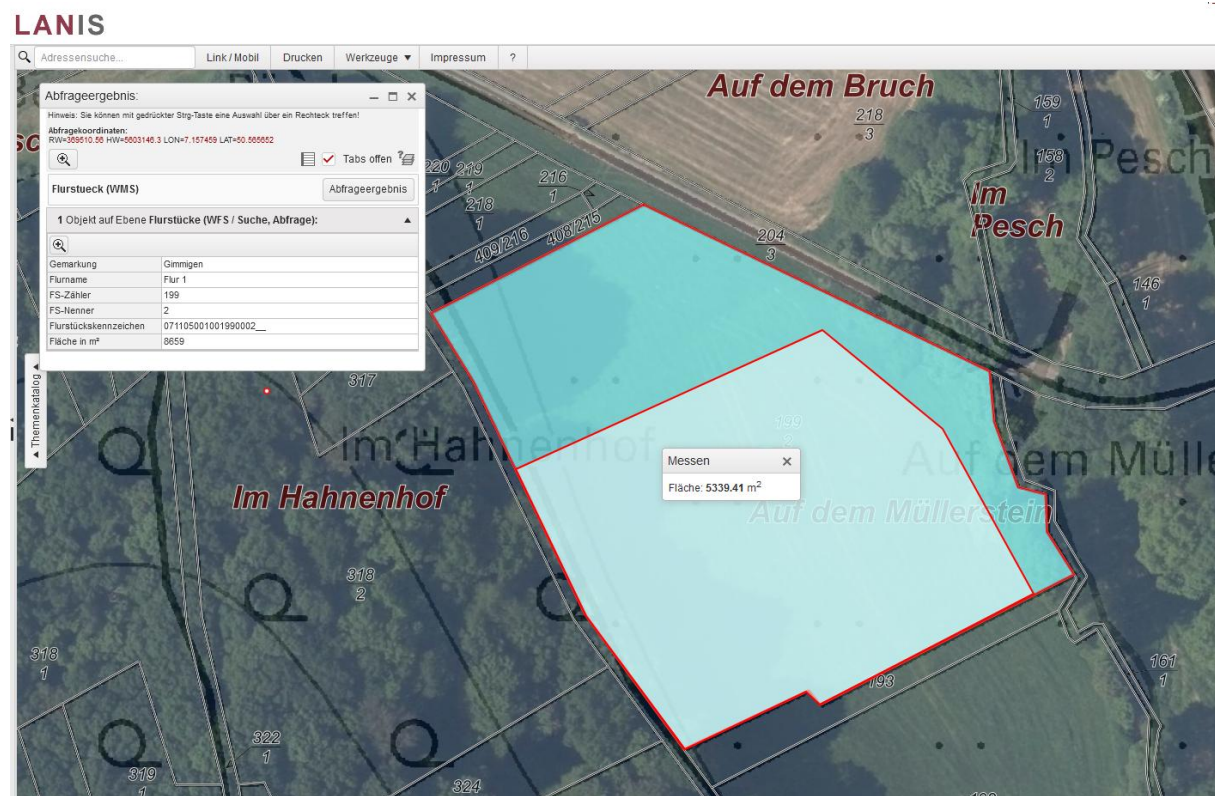 LANIS
Adressensuche... Link / Mobil Drucken Werkzeuge ▼ Impressum ?
Abfrageergebnis:
Hinweis: Sie können mit gedrückter Strg-Taste eine Auswahl über ein Rechteck treffen!
Abfragekoordinaten:
RW=369510.56 HW=5603146.3 LON=7.157459 LAT=50.565652
Tabs offen
Flurstueck (WMS) Abfrageergebnis
1 Objekt auf Ebene Flurstücke (WFS / Suche, Abfrage):
Gemarkung Gimmigen
Flurname Flur 1
FS-Zähler 199
FS-Nenner 2
Flurstückskennzeichen 071105001001990002__
Fläche in m² 8659
Themenkatalog
Auf dem Bruch
218
3
159
1
158
2
Im Pesch
Im
Pesch
220
1
219
1
218
1
216
1
409/216
408/215
204
3
146
1
317
199
2
Im Hahnenhof
Auf dem Mülle
Messen
Fläche: 5339.41 m²
Im Hahnenhof
Auf dem Müllerstein
318
2
318
1
193
161
1
322
1
319
1
324